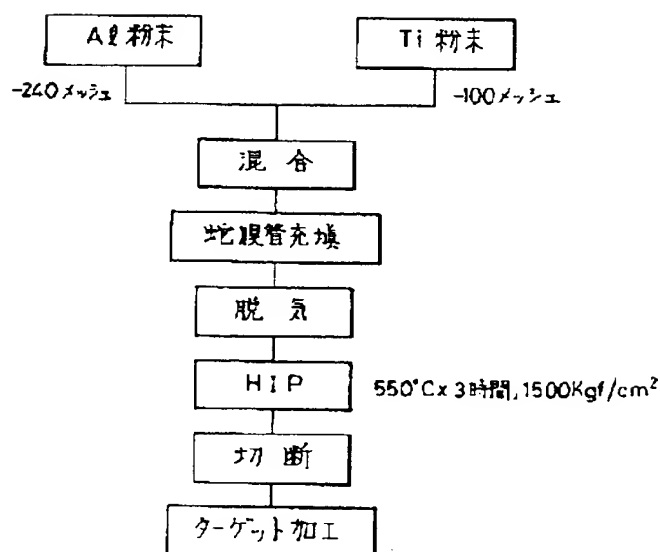 Aℓ粉末
Ti粉末
-240メッシュ
-100メッシュ
混合
蛇腹管充填
脱気
HIP
550°C×3時間,1500Kgf/cm²
切断
ターゲット加工